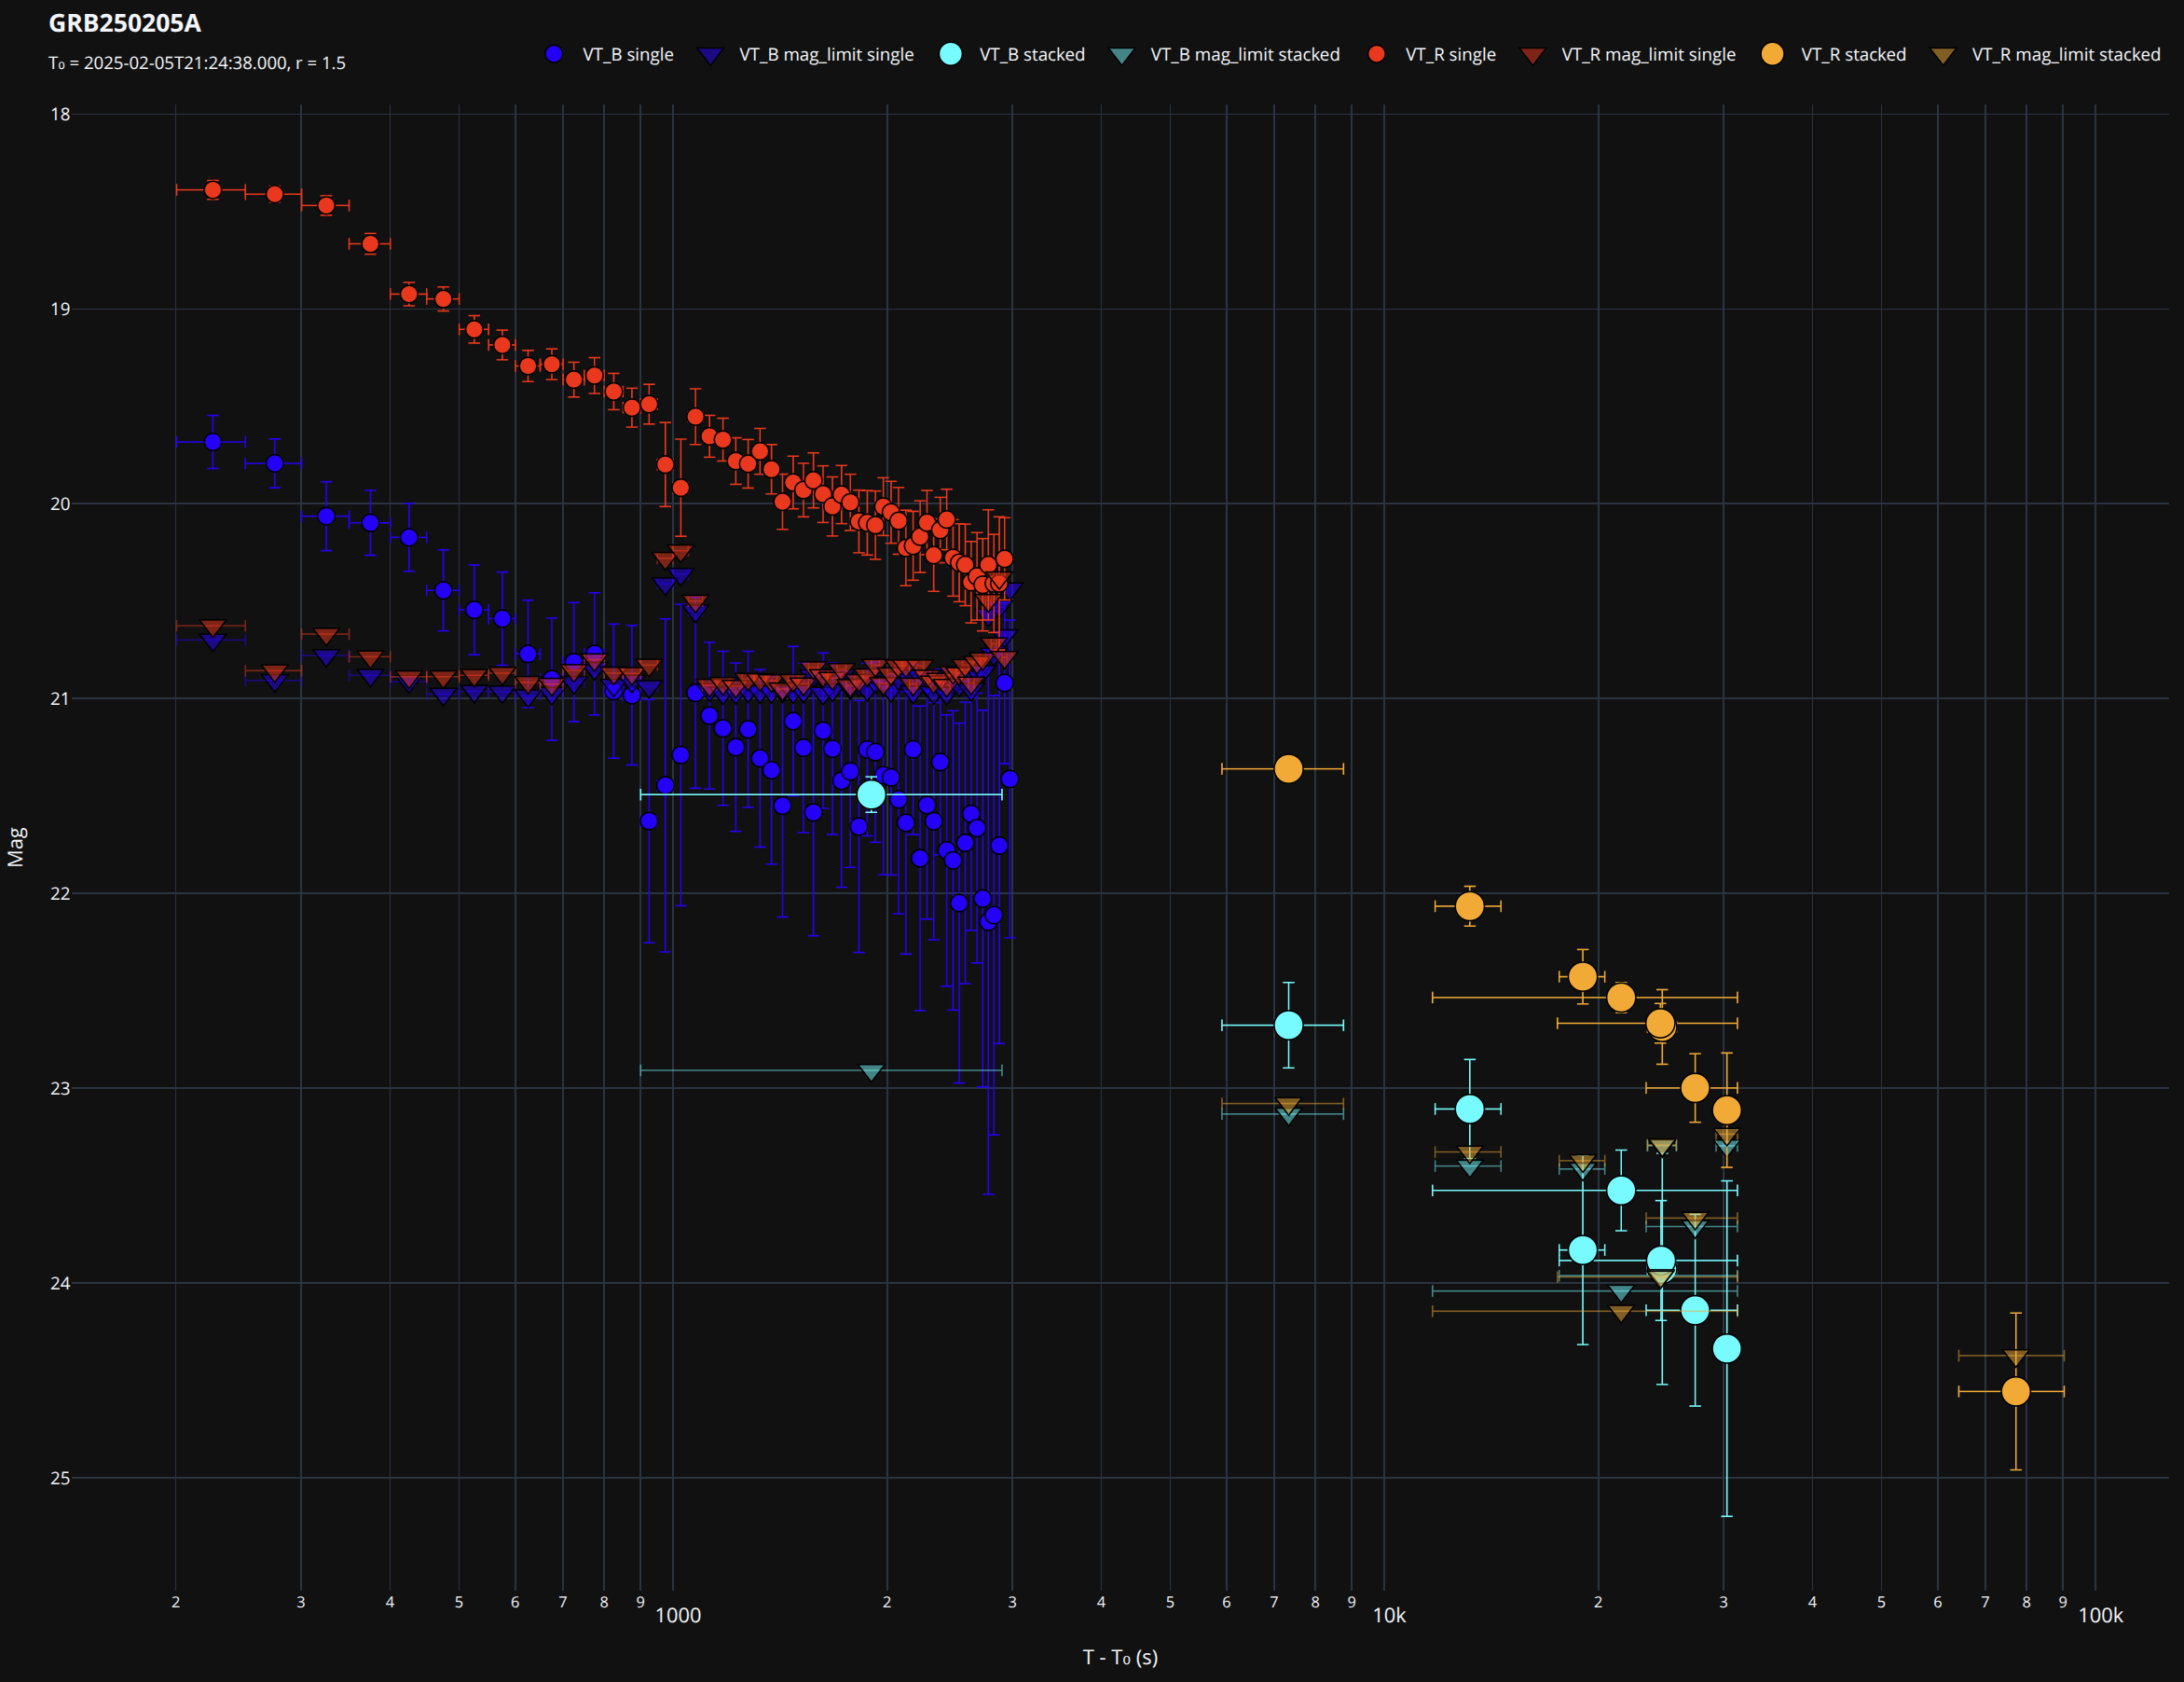 GRB250205A
T₀ = 2025-02-05T21:24:38.000, r = 1.5
VT_B single VT_B mag_limit single VT_B stacked VT_B mag_limit stacked VT_R single VT_R mag_limit single VT_R stacked VT_R mag_limit stacked
18
19
20
21
22
23
24
25
Mag
2 3 4 5 6 7 8 9 1000 2 3 4 5 6 7 8 9 10k 2 3 4 5 6 7 8 9 100k
T - T₀ (s)